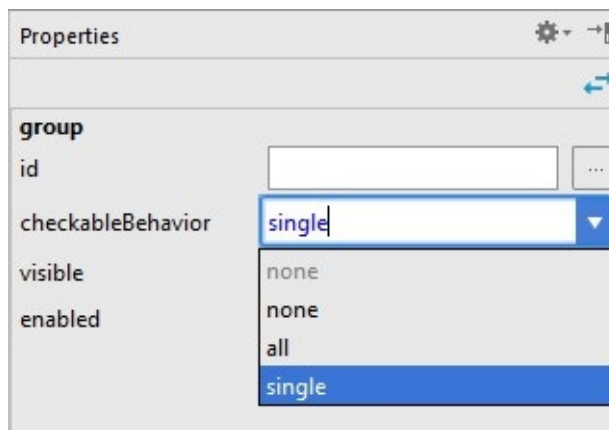 Properties
group
id
...
checkableBehavior single
visible
none
none
enabled
all
single